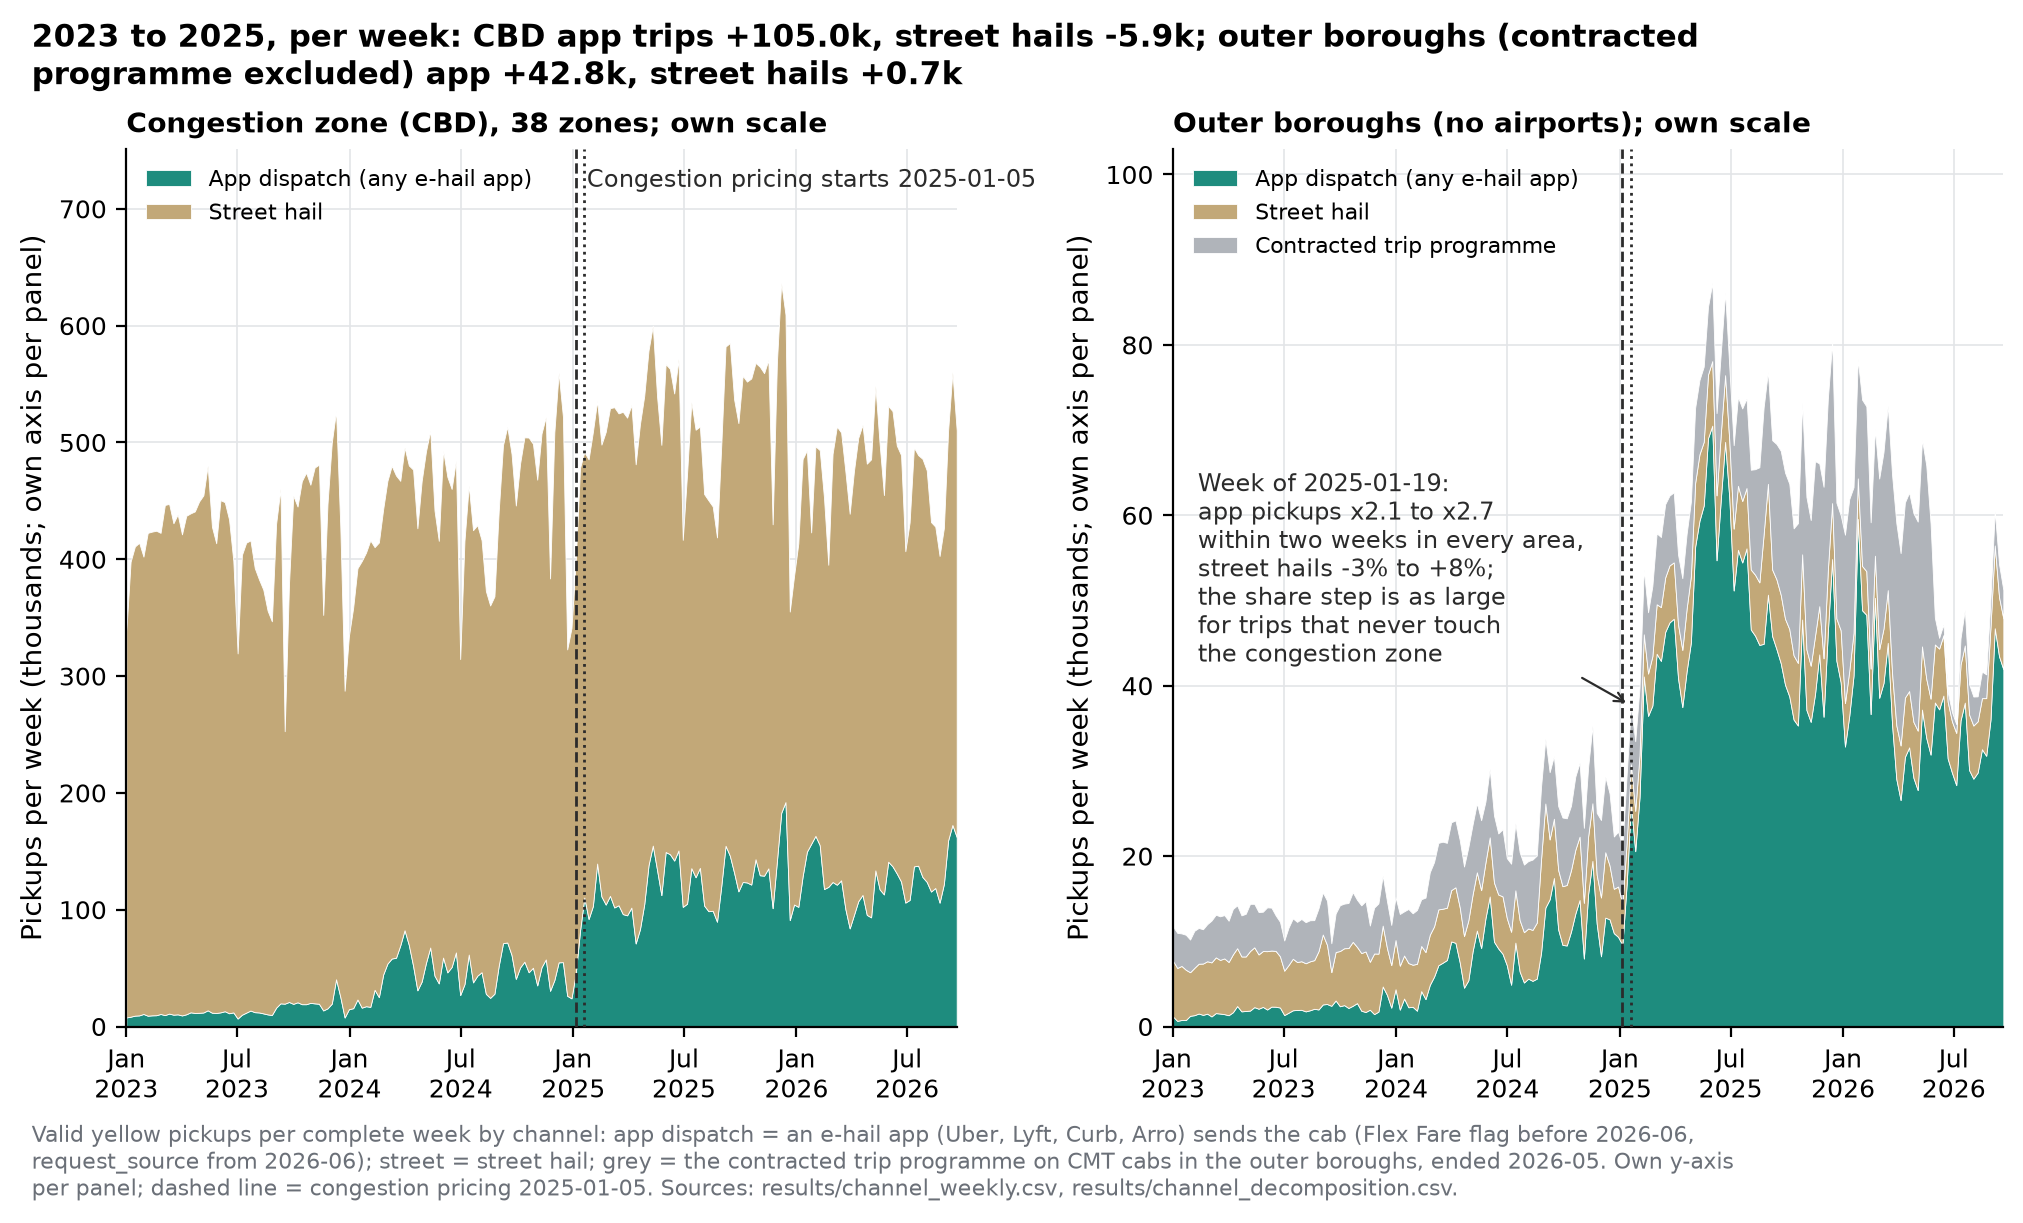 2023 to 2025, per week: CBD app trips +105.0k, street hails -5.9k; outer boroughs (contracted
programme excluded) app +42.8k, street hails +0.7k
Congestion zone (CBD), 38 zones; own scale
Pickups per week (thousands; own axis per panel)
App dispatch (any e-hail app)
Street hail
Congestion pricing starts 2025-01-05
700
600
500
400
300
200
100
0
Jan
2023
Jul
2023
Jan
2024
Jul
2024
Jan
2025
Jul
2025
Jan
2026
Jul
2026
Outer boroughs (no airports); own scale
Pickups per week (thousands; own axis per panel)
App dispatch (any e-hail app)
Street hail
Contracted trip programme
Week of 2025-01-19:
app pickups x2.1 to x2.7
within two weeks in every area,
street hails -3% to +8%;
the share step is as large
for trips that never touch
the congestion zone
100
80
60
40
20
0
Jan
2023
Jul
2023
Jan
2024
Jul
2024
Jan
2025
Jul
2025
Jan
2026
Jul
2026
Valid yellow pickups per complete week by channel: app dispatch = an e-hail app (Uber, Lyft, Curb, Arro) sends the cab (Flex Fare flag before 2026-06,
request_source from 2026-06); street = street hail; grey = the contracted trip programme on CMT cabs in the outer boroughs, ended 2026-05. Own y-axis
per panel; dashed line = congestion pricing 2025-01-05. Sources: results/channel_weekly.csv, results/channel_decomposition.csv.